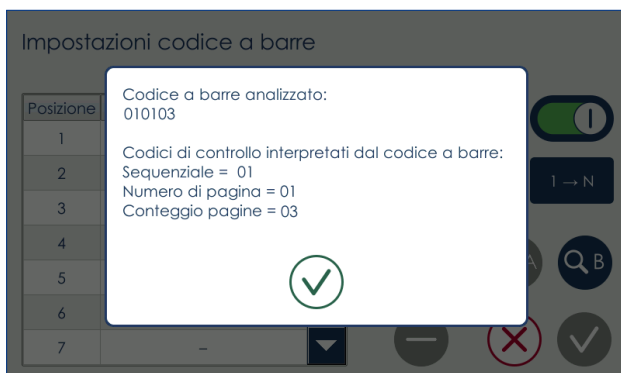 Impostazioni codice a barre
Codice a barre analizzato:
010103
Codici di controllo interpretati dal codice a barre:
Sequenziale = 01
Numero di pagina = 01
Conteggio pagine = 03
Posizione
1
2
3
4
5
6
7 –
1 → N
A
B